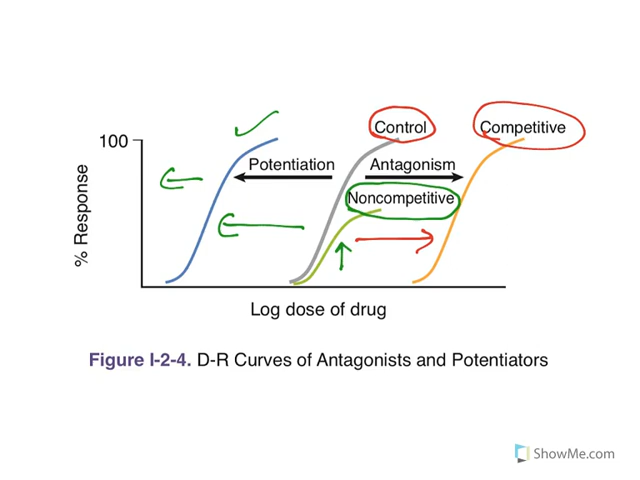 Control
Competitive
100
Potentiation
Antagonism
Noncompetitive
% Response
Log dose of drug
Figure I-2-4. D-R Curves of Antagonists and Potentiators
ShowMe.com